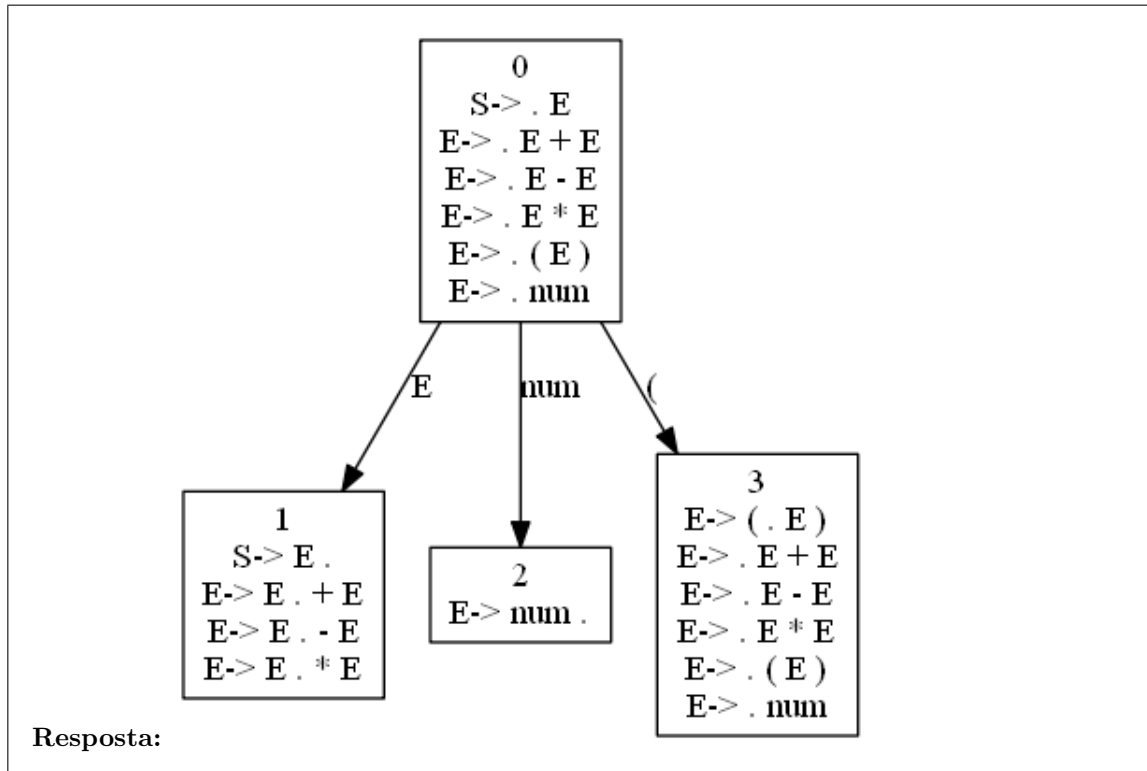 0
S-> . E
E-> . E + E
E-> . E - E
E-> . E * E
E-> . ( E )
E-> . num
E
num
(
1
S-> E .
E-> E . + E
E-> E . - E
E-> E . * E
2
E-> num .
3
E-> ( . E )
E-> . E + E
E-> . E - E
E-> . E * E
E-> . ( E )
E-> . num
Resposta: